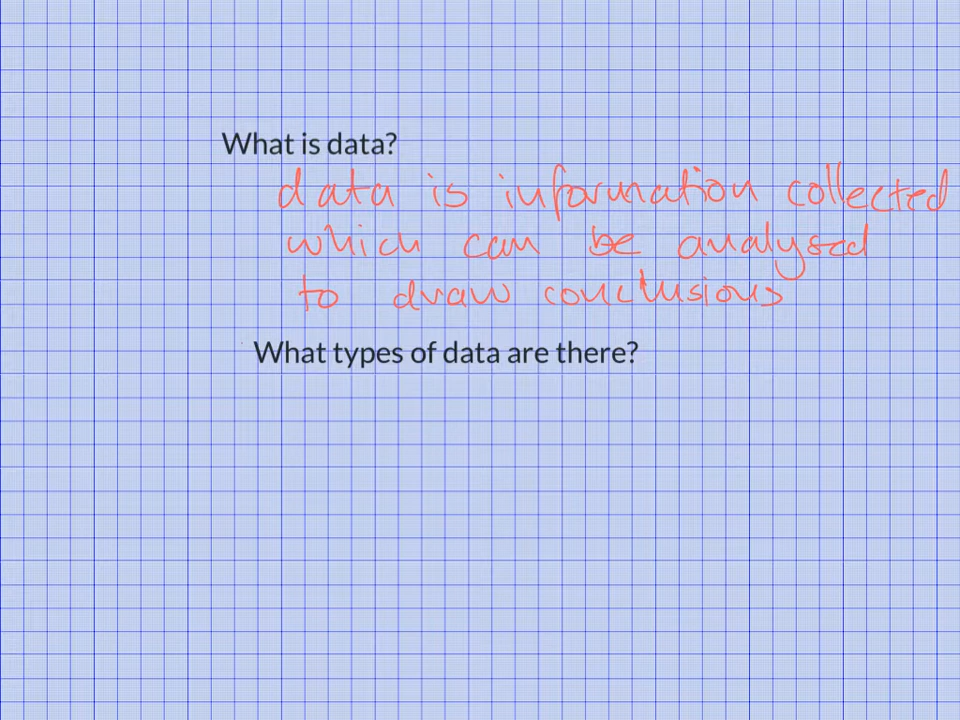 What is data?
data is information collected
which can be analysed
to draw conclusions
What types of data are there?